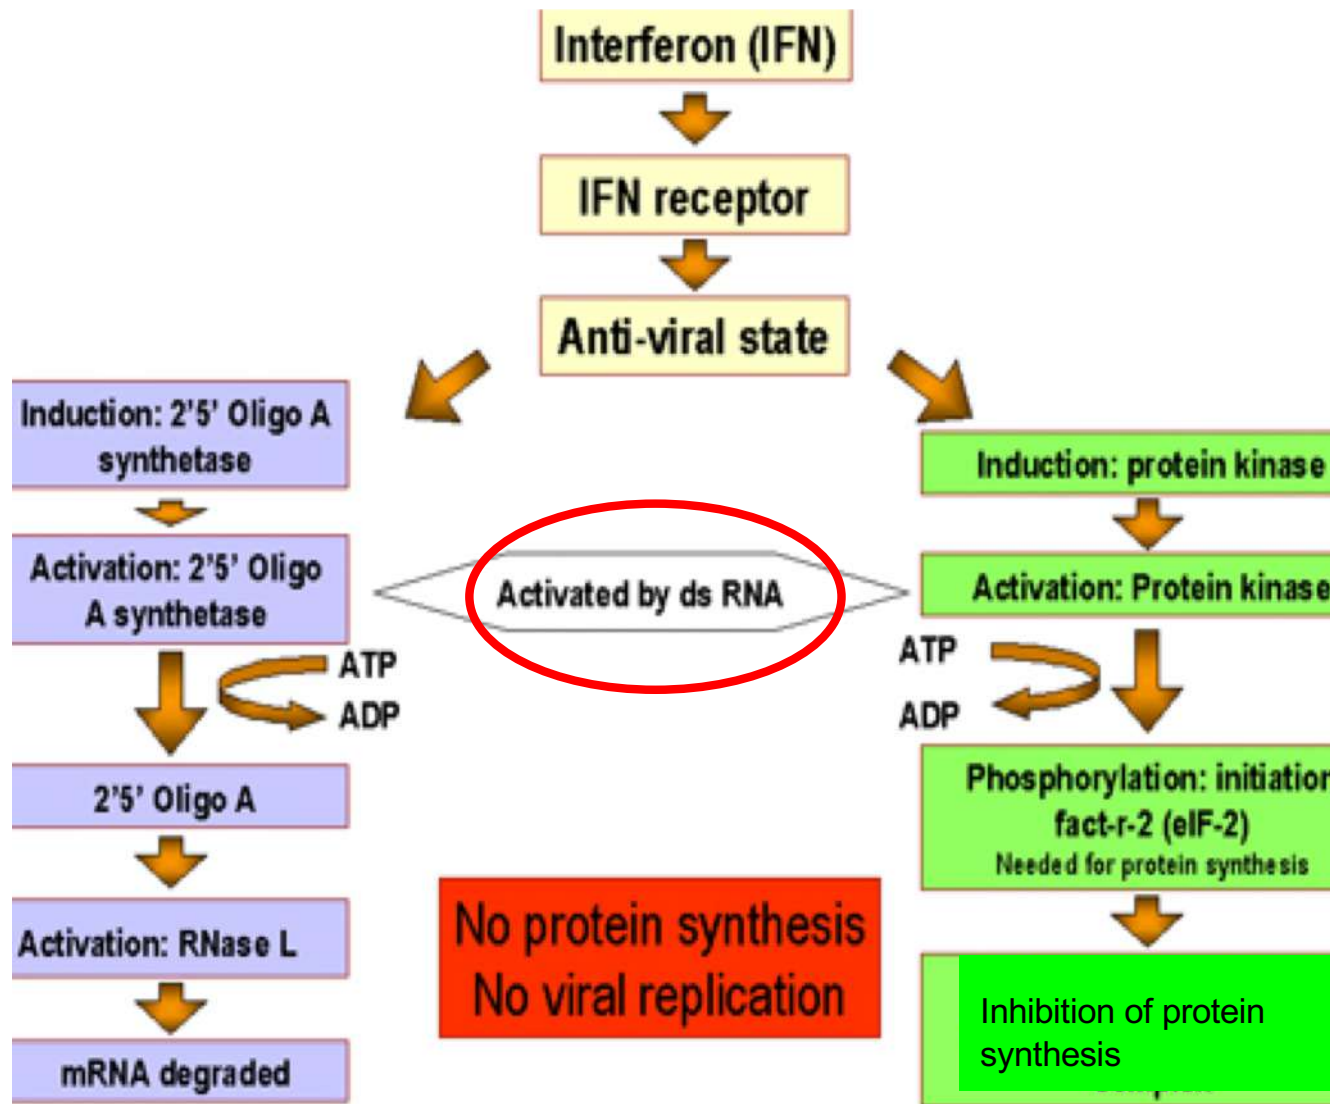 Interferon (IFN)
IFN receptor
Anti-viral state
Induction: 2'5' Oligo A
synthetase
Activation: 2'5' Oligo
A synthetase
ATP
ADP
2'5' Oligo A
Activation: RNase L
mRNA degraded
Activated by ds RNA
No protein synthesis
No viral replication
Induction: protein kinase
Activation: Protein kinase
ATP
ADP
Phosphorylation: initiation
fact-r-2 (eIF-2)
Needed for protein synthesis
Inhibition of protein
synthesis